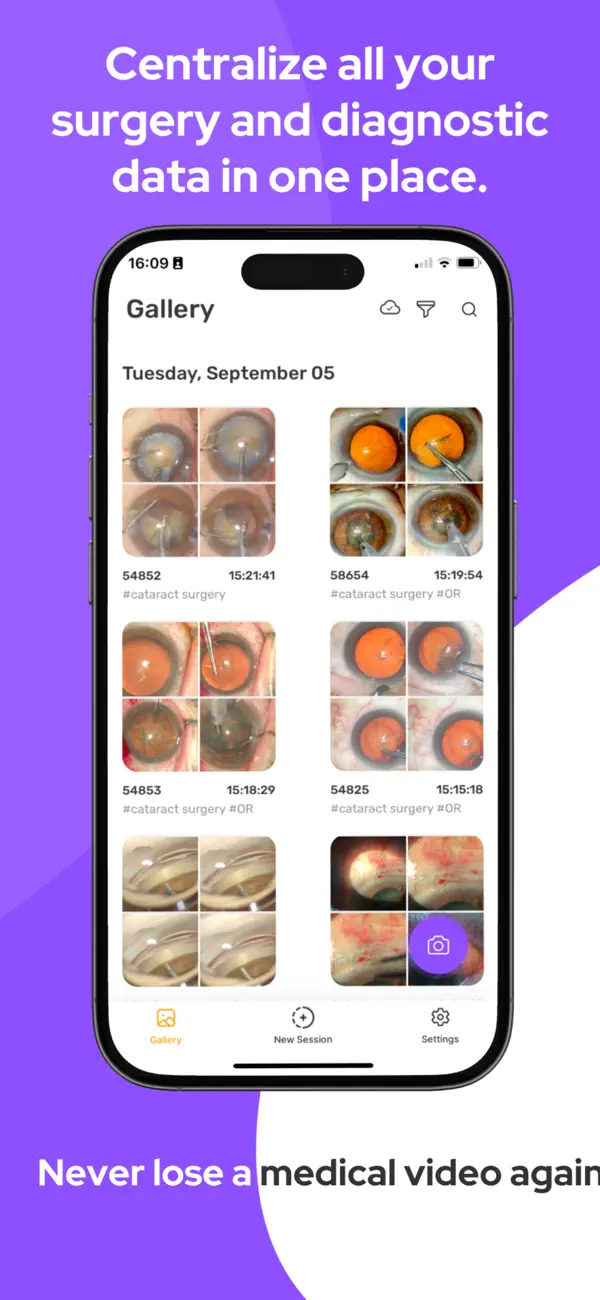 Centralize all your
surgery and diagnostic
data in one place.
16:09
Gallery
Tuesday, September 05
54852 15:21:41
#cataract surgery
58654 15:19:54
#cataract surgery #OR
54853 15:18:29
#cataract surgery #OR
54825 15:15:18
#cataract surgery #OR
Gallery
New Session
Settings
Never lose a medical video again